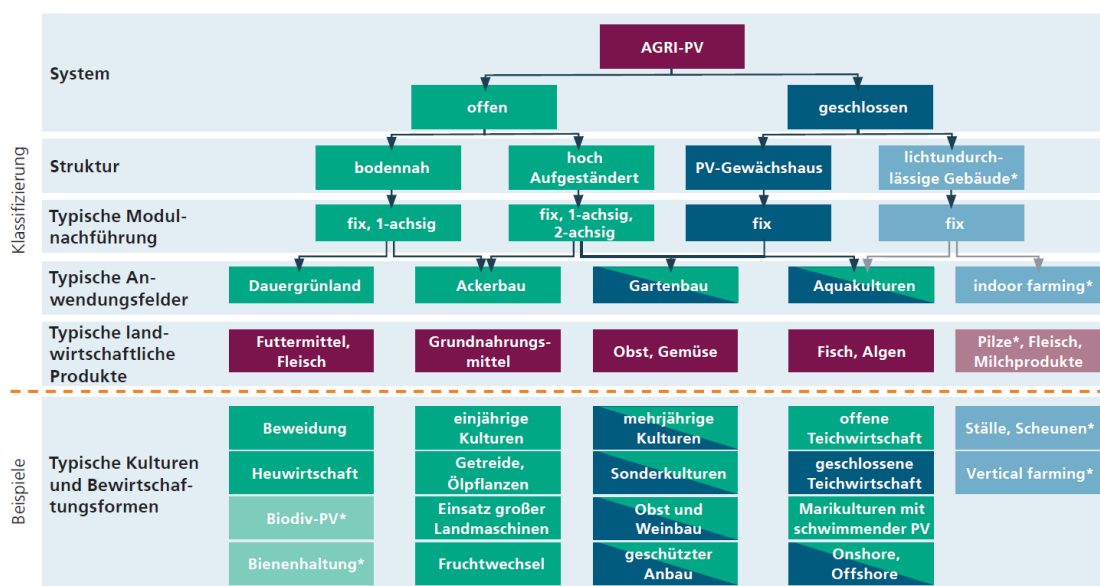 Klassifizierung
System
AGRI-PV
offen
geschlossen
Struktur
bodennah
hoch
Aufgeständert
PV-Gewächshaus
lichtundurch-
lässige Gebäude*
Typische Modul-
nachführung
fix, 1-achsig
fix, 1-achsig,
2-achsig
fix
fix
Typische An-
wendungsfelder
Dauergrünland
Ackerbau
Gartenbau
Aquakulturen
indoor farming*
Typische land-
wirtschaftliche
Produkte
Futtermittel,
Fleisch
Grundnahrungs-
mittel
Obst, Gemüse
Fisch, Algen
Pilze*, Fleisch,
Milchprodukte
Beispiele
Typische Kulturen
und Bewirtschaf-
tungsformen
Beweidung
Heuwirtschaft
Biodiv-PV*
Bienenhaltung*
einjährige
Kulturen
Getreide,
Ölpflanzen
Einsatz großer
Landmaschinen
Fruchtwechsel
mehrjährige
Kulturen
Sonderkulturen
Obst und
Weinbau
geschützter
Anbau
offene
Teichwirtschaft
geschlossene
Teichwirtschaft
Marikulturen mit
schwimmender PV
Onshore,
Offshore
Ställe, Scheunen*
Vertical farming*